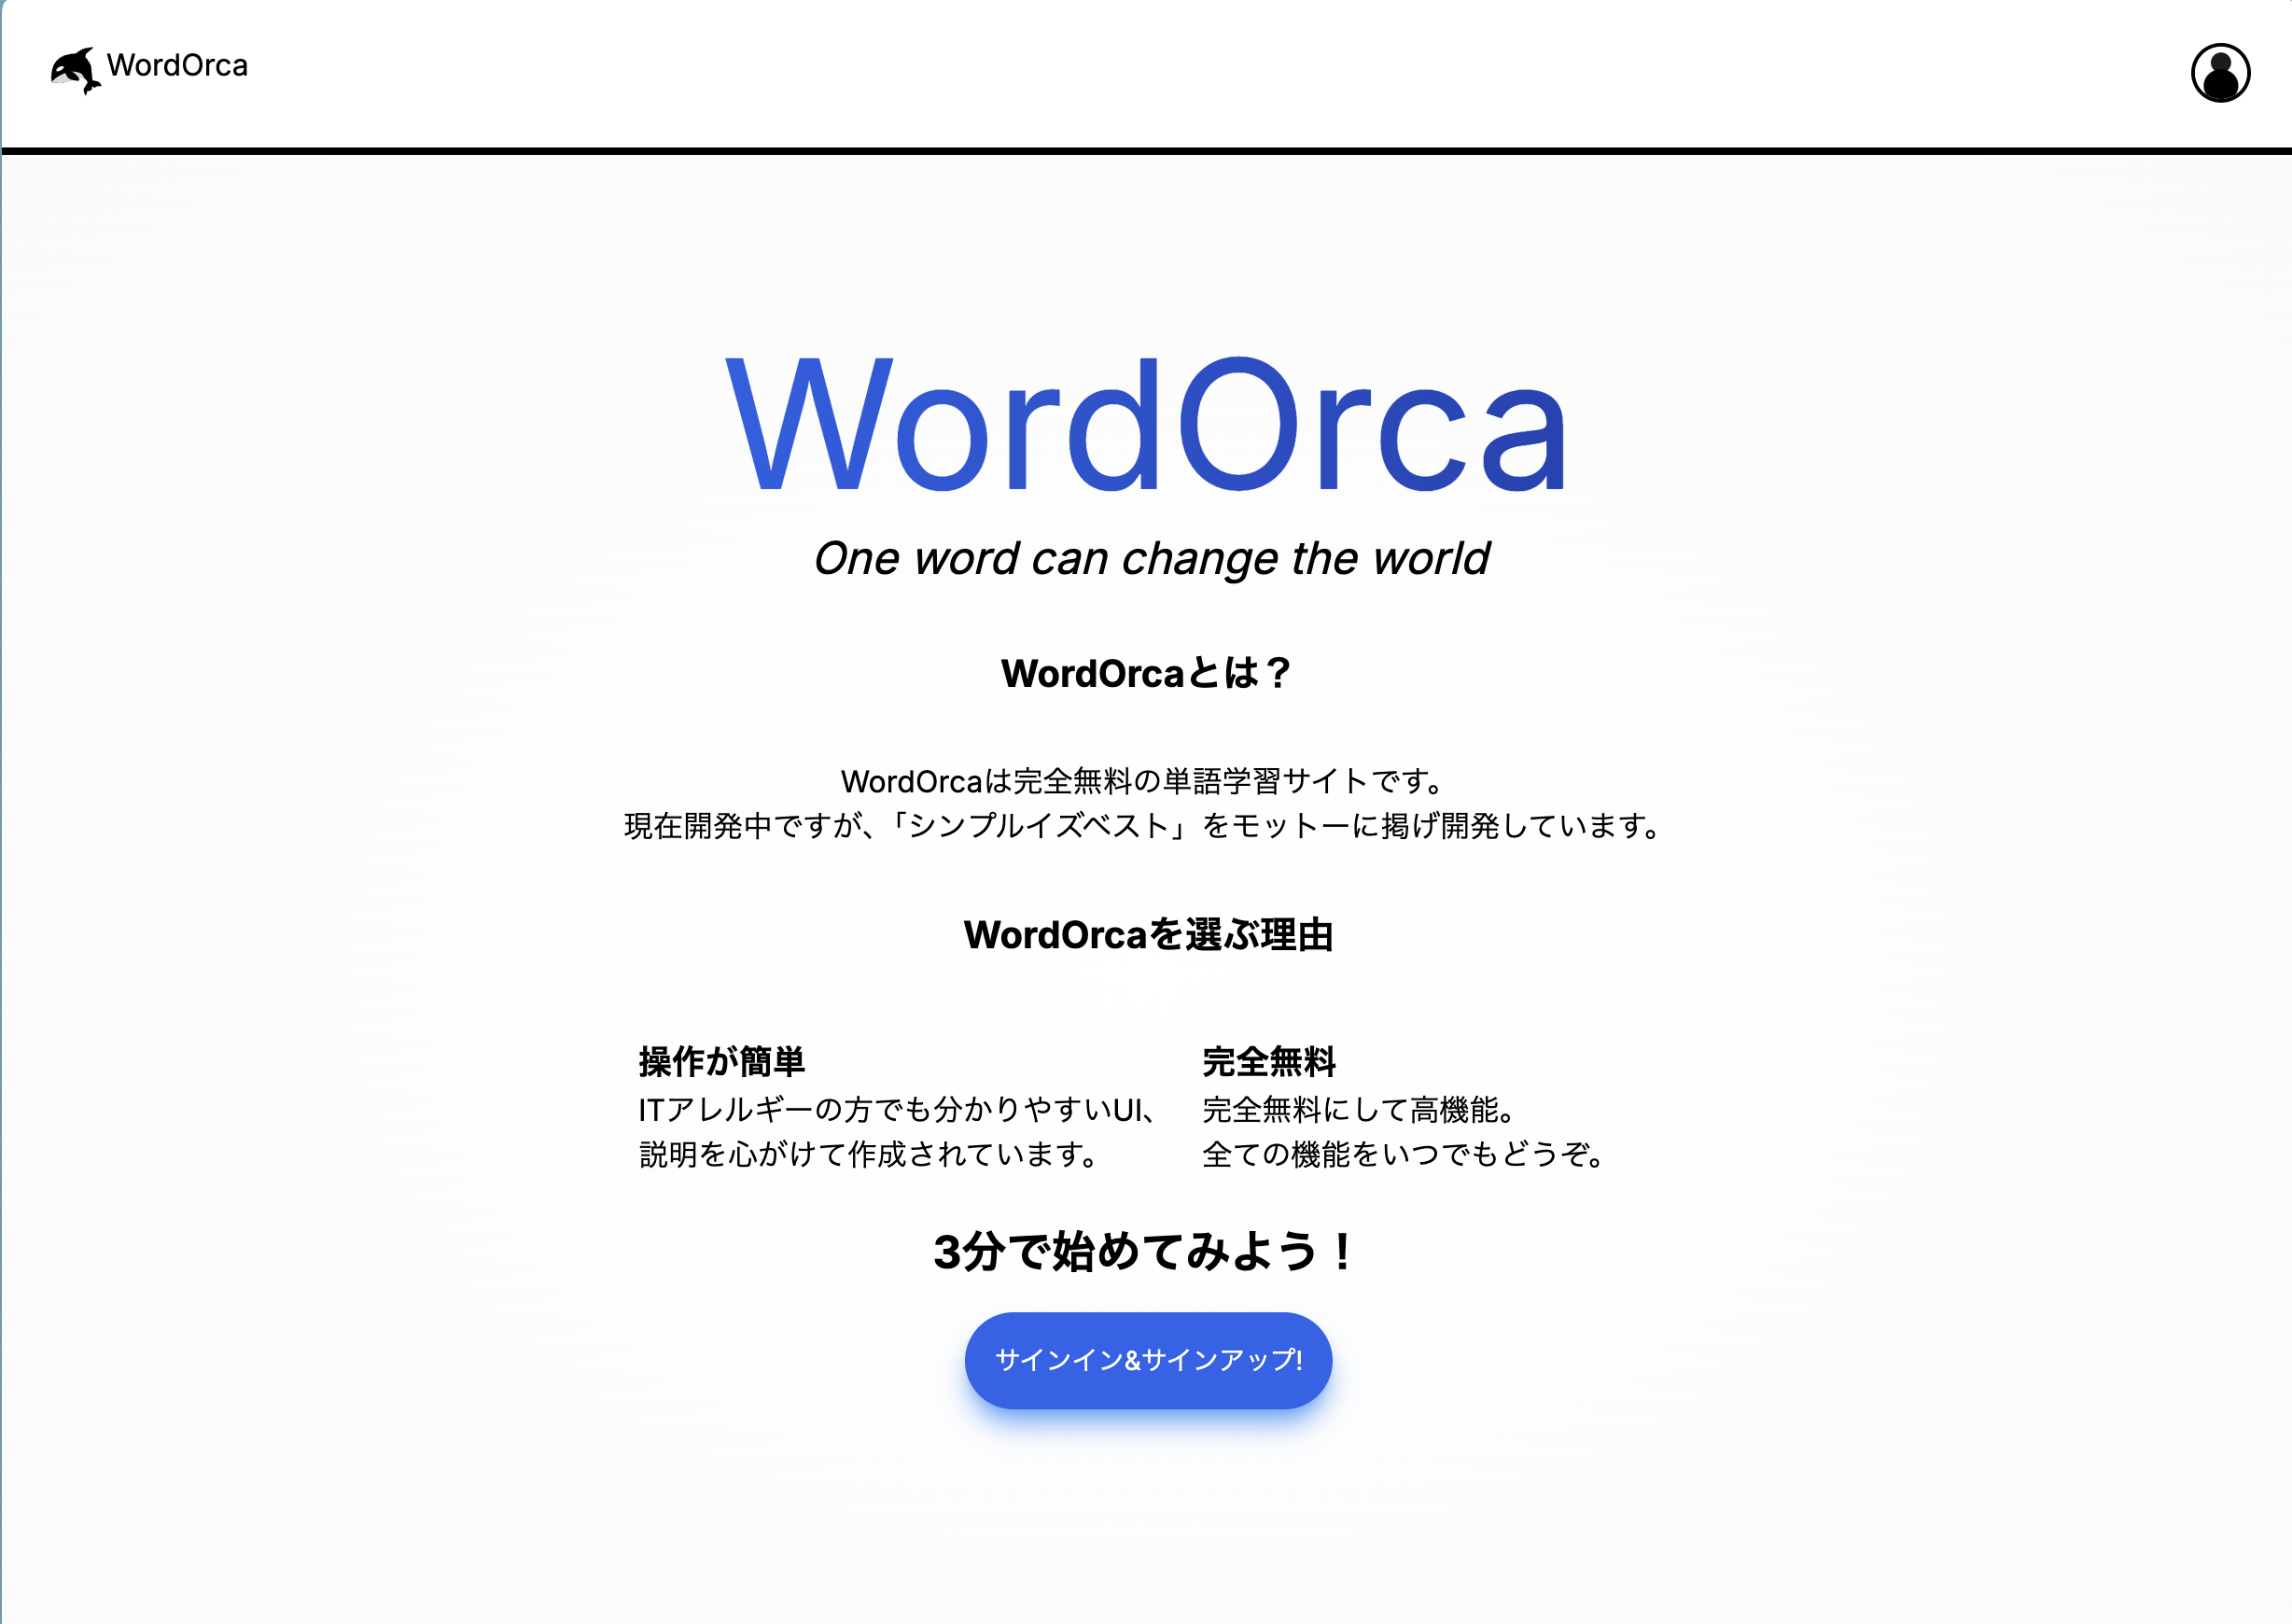 WordOrca
WordOrca
One word can change the world
WordOrcaとは？
WordOrcaは完全無料の単語学習サイトです。
現在開発中ですが、「シンプルイズベスト」をモットーに掲げ開発しています。
WordOrcaを選ぶ理由
操作が簡単
ITアレルギーの方でも分かりやすいUI、
説明を心がけて作成されています。
完全無料
完全無料にして高機能。
全ての機能をいつでもどうぞ。
3分で始めてみよう！
サインイン&サインアップ!